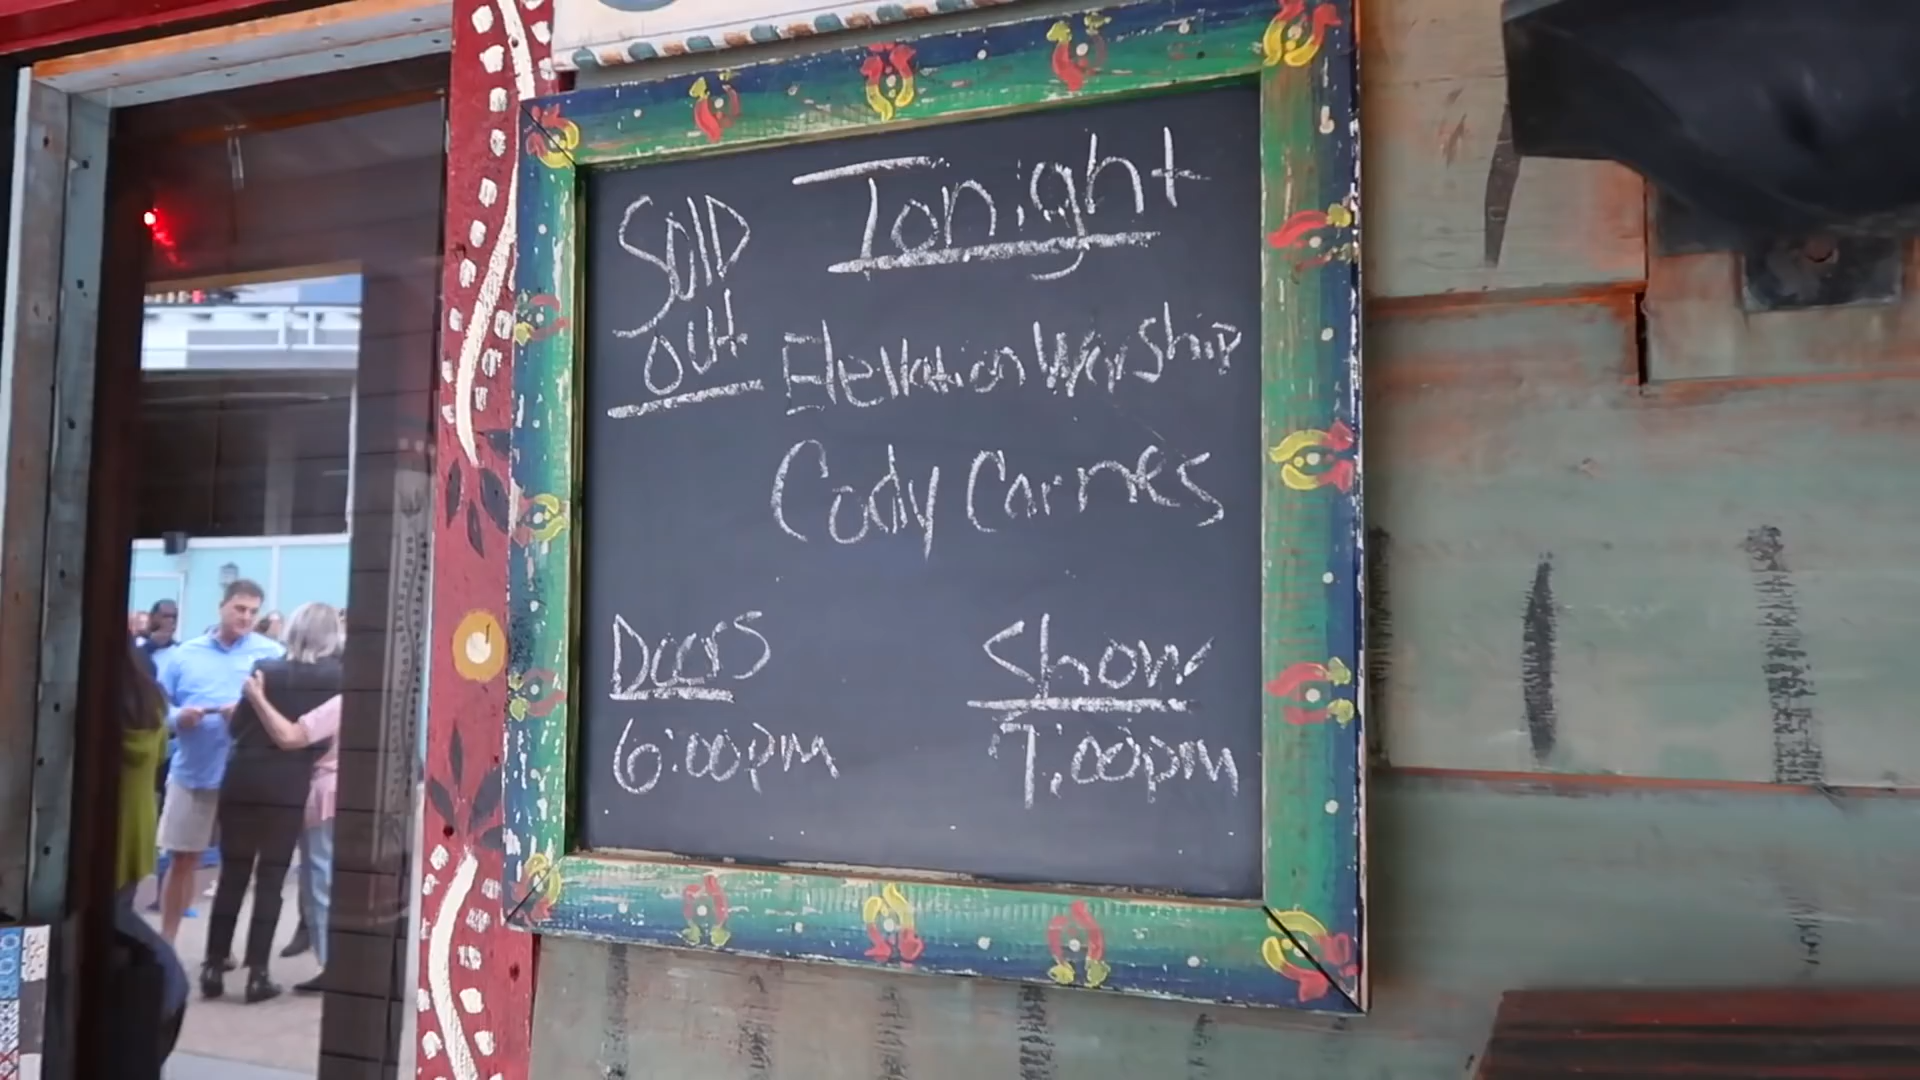 Tonight
SOLD
out
Elevation Worship
Cody Carnes
Doors
Show
6:00pm
7:00pm